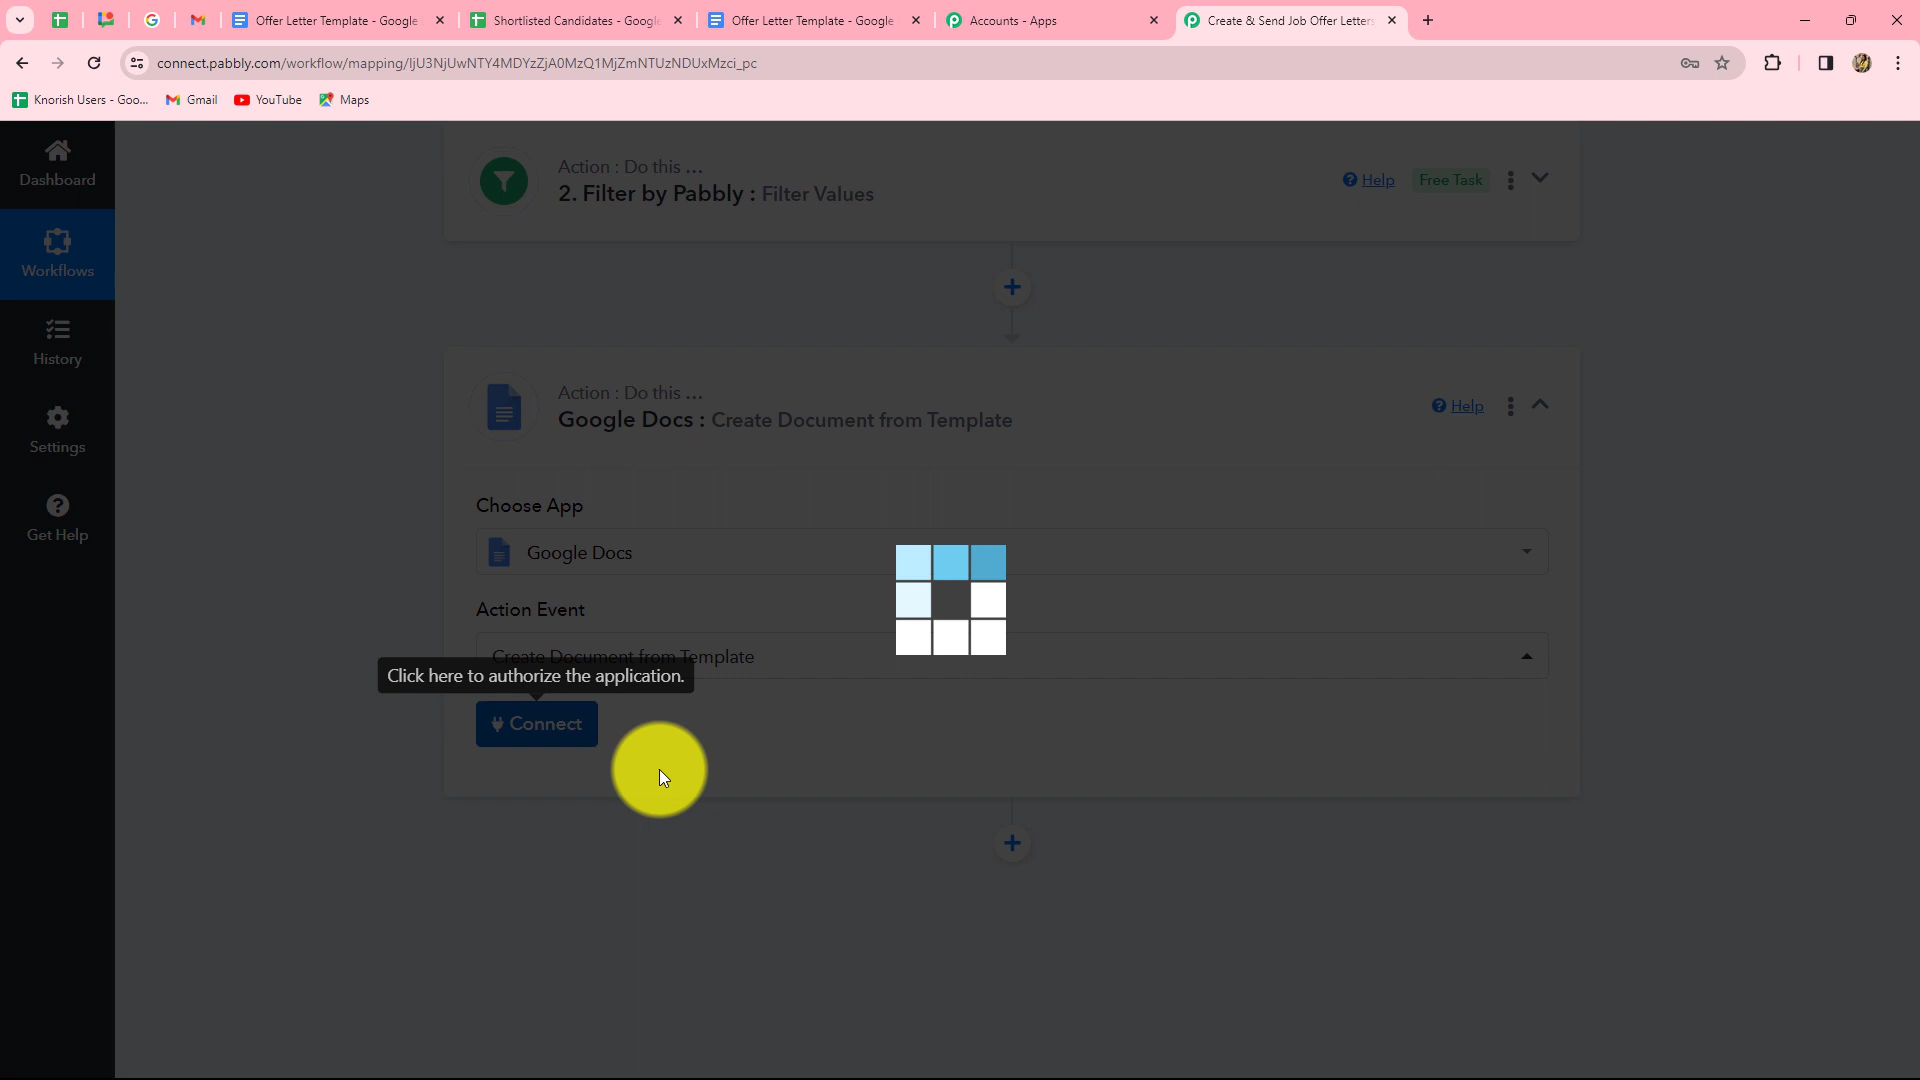 Offer Letter Template - Google
Shortlisted Candidates - Google
Offer Letter Template - Google
Accounts - Apps
Create & Send Job Offer Letters
connect.pabbly.com/workflow/mapping/IjU3NjUwNTY4MDYzZjA0MzQ1MjZmNTUzNDUxMzci_pc
Knorish Users - Goo...
Gmail
YouTube
Maps
Dashboard
Workflows
History
Settings
Get Help
Action : Do this ...
2. Filter by Pabbly : Filter Values
Help
Free Task
Action : Do this ...
Google Docs : Create Document from Template
Help
Choose App
Google Docs
Action Event
Create Document from Template
Click here to authorize the application.
Connect